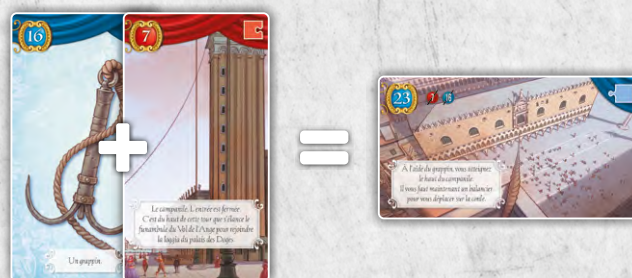 16
Un grappin.
+
7
Le campanile. L'entrée est fermée.
C'est du haut de cette tour que s'élance le
funambule du Vol de l'Ange pour rejoindre
la loggia du palais des Doges.
=
23
7 16
À l'aide du grappin, vous atteignez
le haut du campanile.
Il vous faut maintenant un balancier
pour vous déplacer sur la corde.